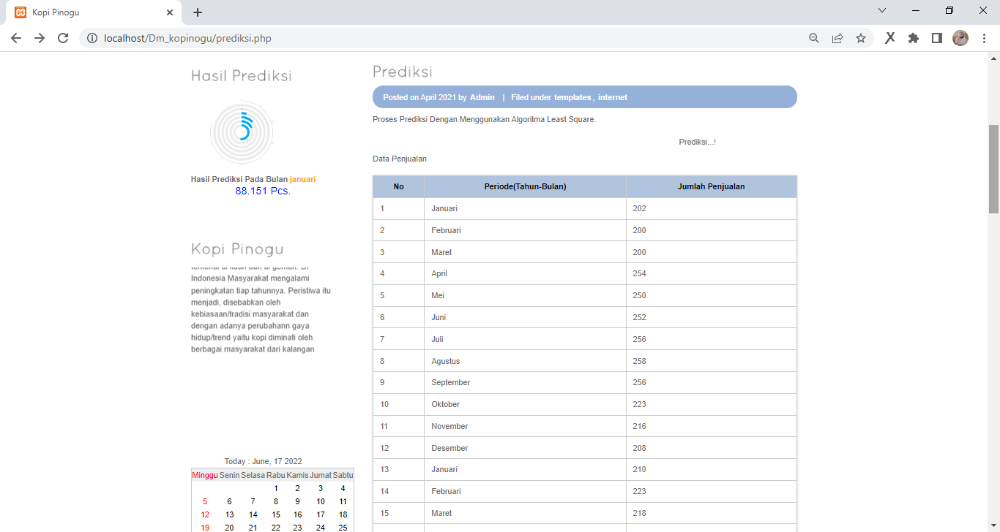 Kopi Pinogu
localhost/Dm_kopinogu/prediksi.php
Hasil Prediksi
Hasil Prediksi Pada Bulan januari
88.151 Pcs.
Kopi Pinogu
Indonesia Masyarakat mengalami
peningkatan tiap tahunnya. Peristiwa itu
menjadi, disebabkan oleh
kebiasaan/tradisi masyarakat dan
dengan adanya perubahann gaya
hidup/trend yaitu kopi diminati oleh
berbagai masyarakat dari kalangan
Today : June, 17 2022
Minggu Senin Selasa Rabu Kamis Jumat Sabtu
1 2 3 4
5 6 7 8 9 10 11
12 13 14 15 16 17 18
19 20 21 22 23 24 25
Prediksi
Posted on April 2021 by Admin | Filed under templates, internet
Proses Prediksi Dengan Menggunakan Algoritma Least Square.
Prediksi...!
Data Penjualan
No Periode(Tahun-Bulan) Jumlah Penjualan
1 Januari 202
2 Februari 200
3 Maret 200
4 April 254
5 Mei 250
6 Juni 252
7 Juli 256
8 Agustus 258
9 September 256
10 Oktober 223
11 November 216
12 Desember 208
13 Januari 210
14 Februari 223
15 Maret 218